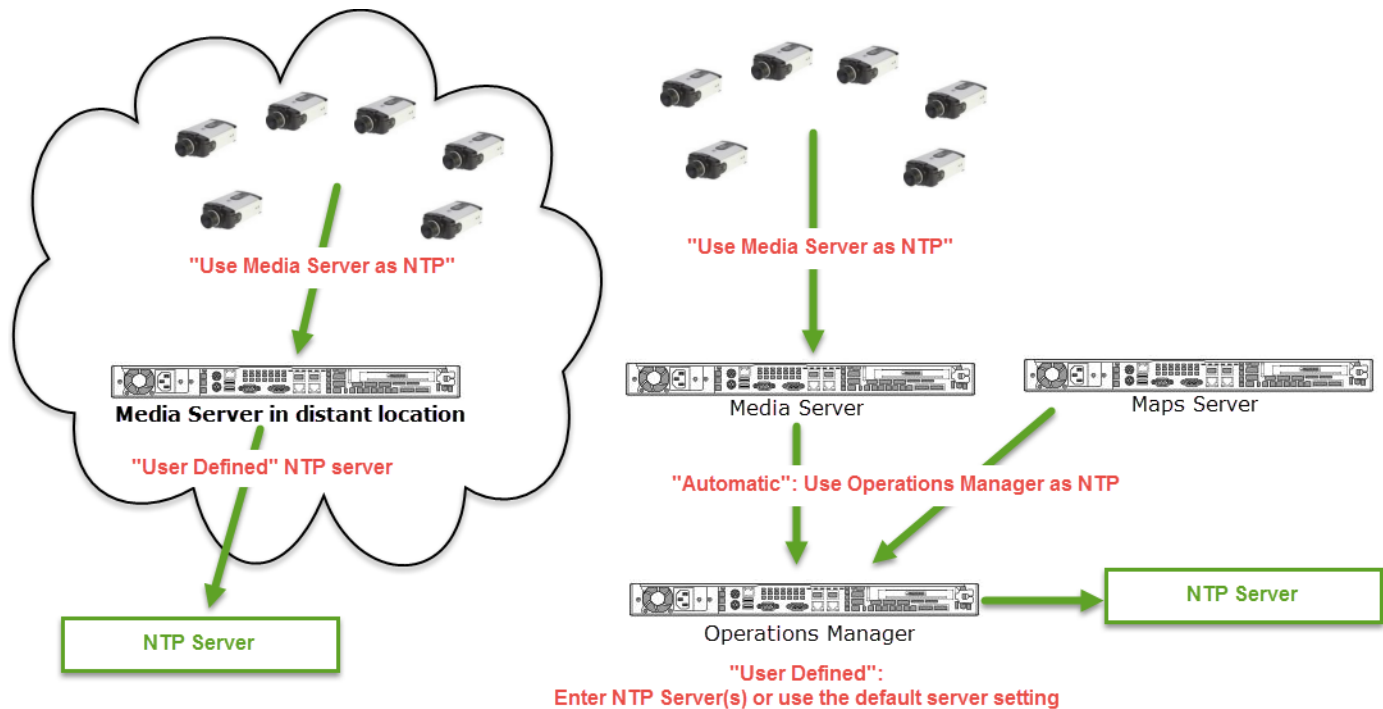 "Use Media Server as NTP"
Media Server in distant location
"User Defined" NTP server
NTP Server
"Use Media Server as NTP"
Media Server
Maps Server
"Automatic": Use Operations Manager as NTP
Operations Manager
NTP Server
"User Defined":
Enter NTP Server(s) or use the default server setting